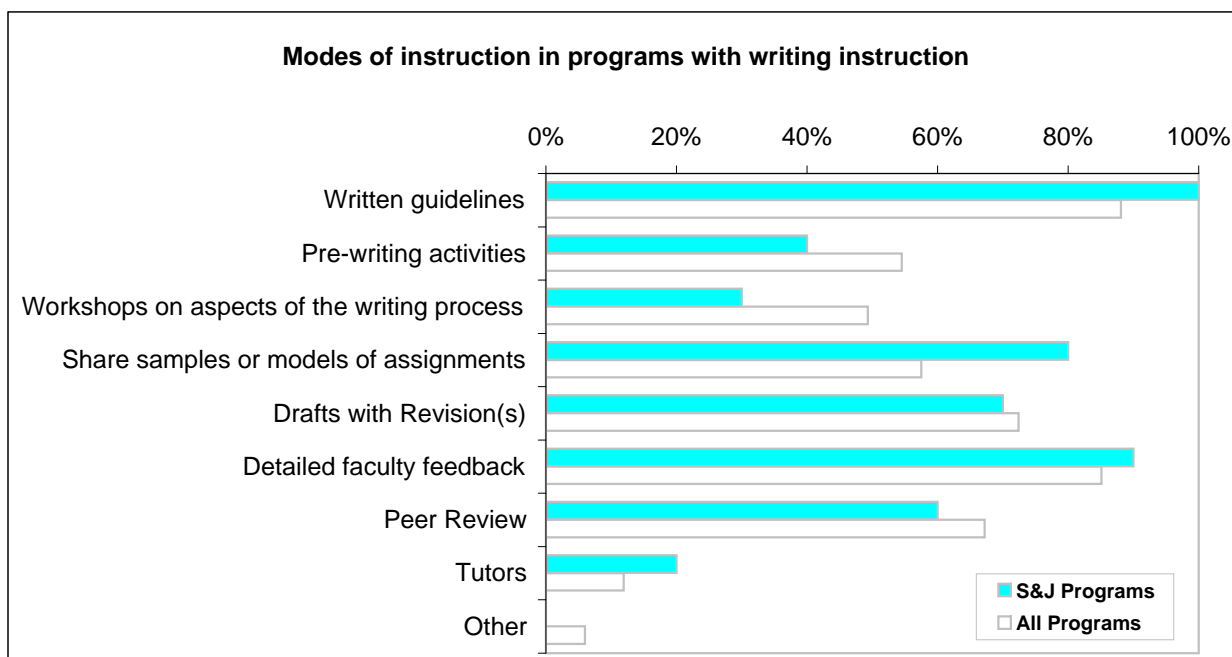 Modes of instruction in programs with writing instruction
0% 20% 40% 60% 80% 100%
Written guidelines
Pre-writing activities
Workshops on aspects of the writing process
Share samples or models of assignments
Drafts with Revision(s)
Detailed faculty feedback
Peer Review
Tutors
Other
S&J Programs
All Programs